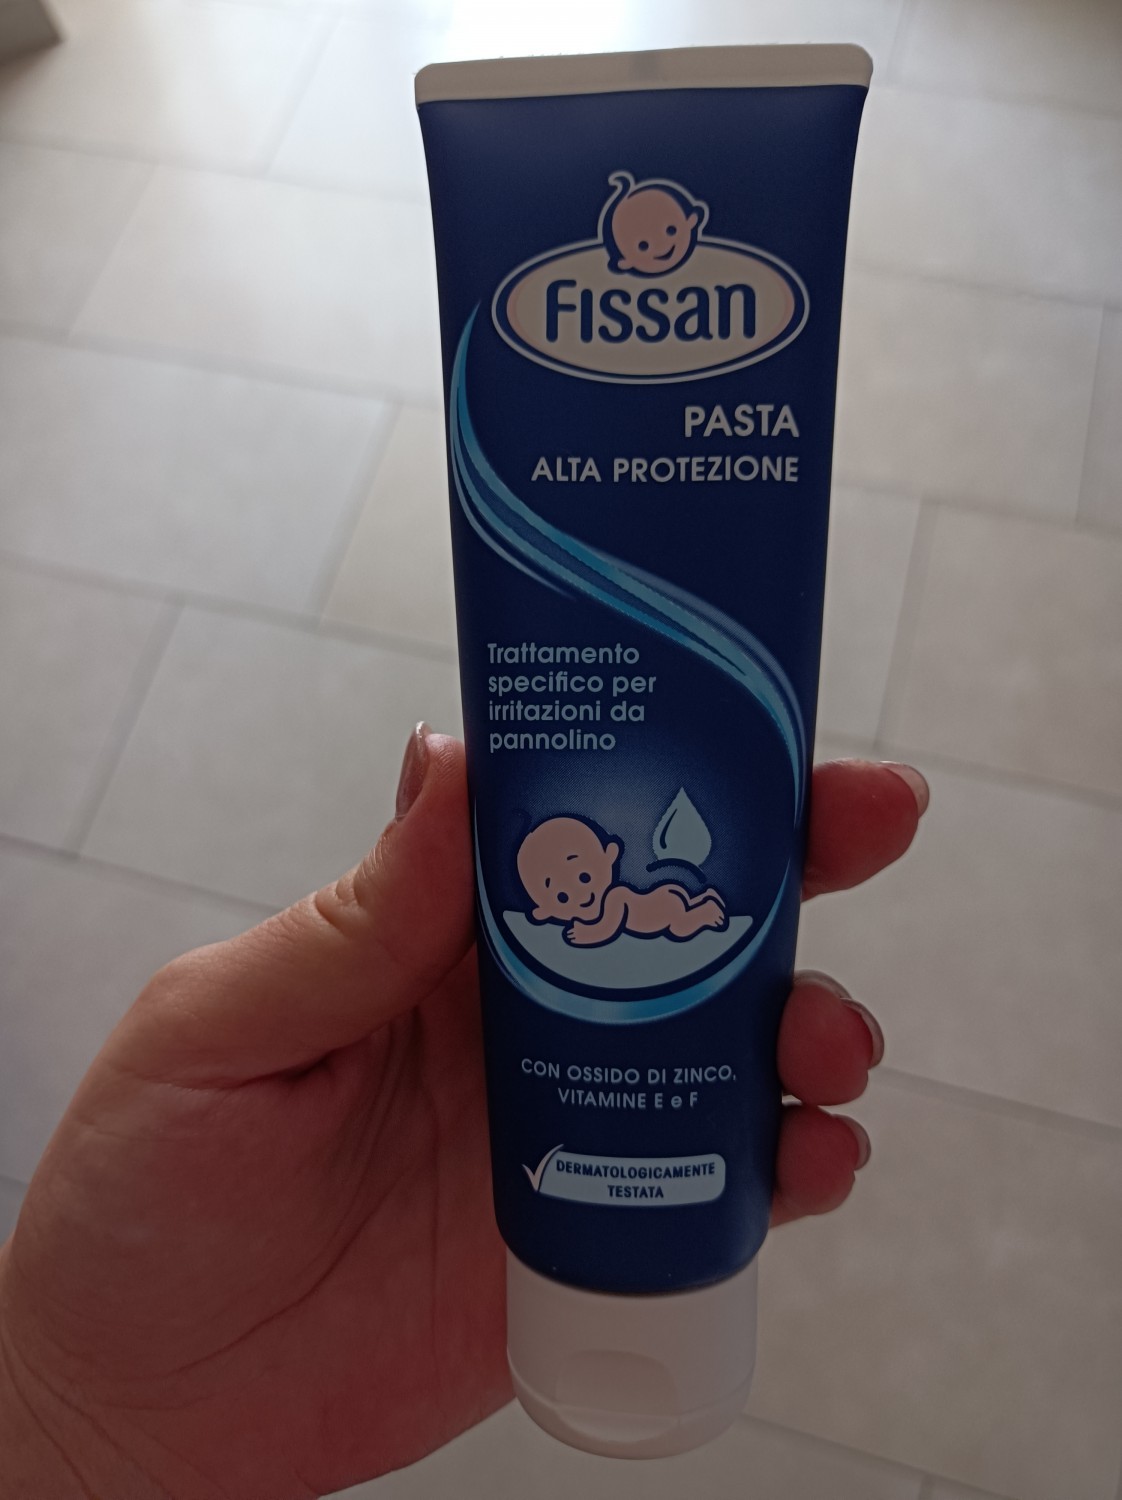 Fissan
PASTA
ALTA PROTEZIONE
Trattamento
specifico per
irritazioni da
pannolino
CON OSSIDO DI ZINCO,
VITAMINE E e F
DERMATOLOGICAMENTE
TESTATA